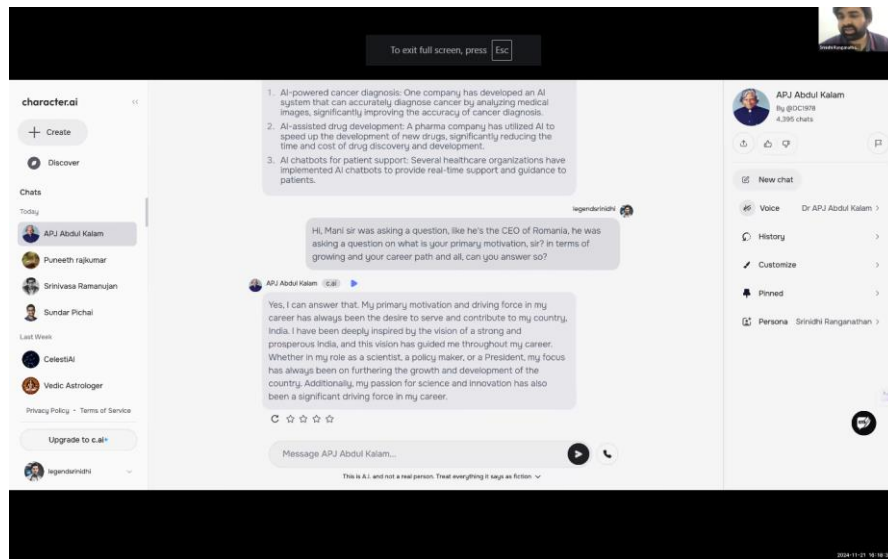 To exit full screen, press Esc
character.ai
Create
Discover
Chats
Today
APJ Abdul Kalam
Puneeth rajkumar
Srinivasa Ramanujan
Sundar Pichai
Last Week
CelestiAI
Vedic Astrologer
Privacy Policy • Terms of Service
Upgrade to c.ai+
legendsrinidhi
1. AI-powered cancer diagnosis: One company has developed an AI
system that can accurately diagnose cancer by analyzing medical
images, significantly improving the accuracy of cancer diagnosis.
2. AI-assisted drug development: A pharma company has utilized AI to
speed up the development of new drugs, significantly reducing the
time and cost of drug discovery and development.
3. AI chatbots for patient support: Several healthcare organizations have
implemented AI chatbots to provide real-time support and guidance to
patients.
legendsrinidhi
Hi, Mani sir was asking a question, like he's the CEO of Romania, he was
asking a question on what is your primary motivation, sir? in terms of
growing and your career path and all, can you answer so?
APJ Abdul Kalam c.ai
Yes, I can answer that. My primary motivation and driving force in my
career has always been the desire to serve and contribute to my country,
India. I have been deeply inspired by the vision of a strong and
prosperous India, and this vision has guided me throughout my career.
Whether in my role as a scientist, a policy maker, or a President, my focus
has always been on furthering the growth and development of the
country. Additionally, my passion for science and innovation has also
been a significant driving force in my career.
Message APJ Abdul Kalam...
This is A.I. and not a real person. Treat everything it says as fiction
APJ Abdul Kalam
By @DC1978
4,395 chats
New chat
Voice Dr APJ Abdul Kalam
History
Customize
Pinned
Persona Srinidhi Ranganathan